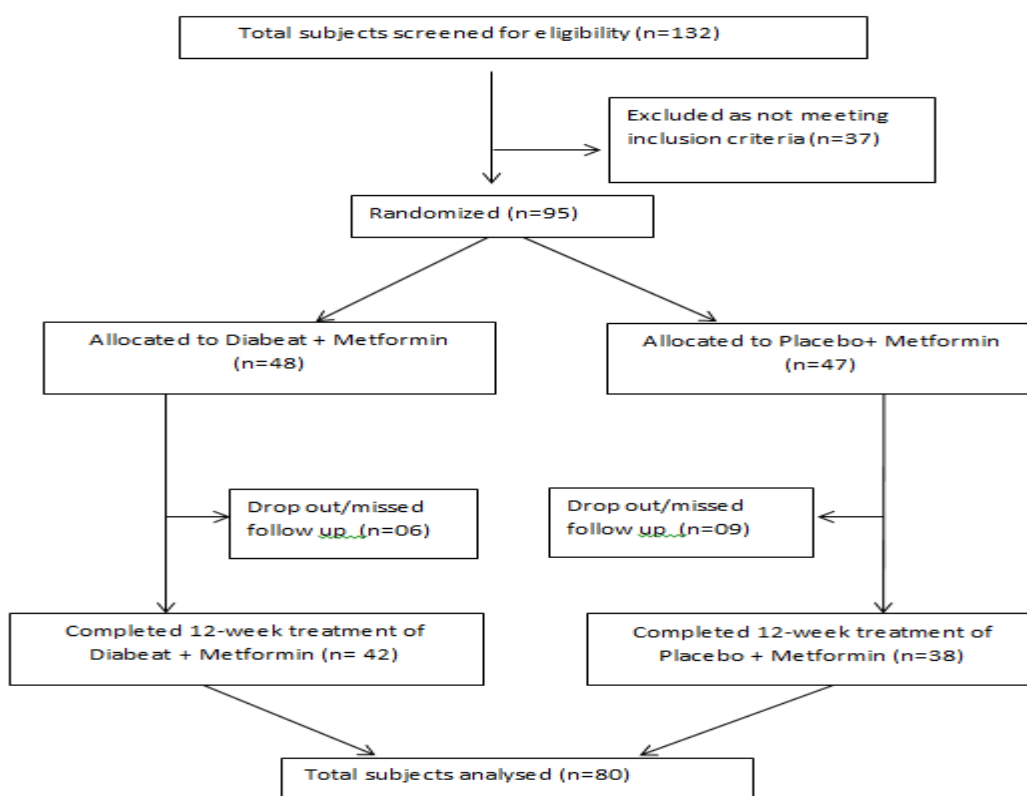 Total subjects screened for eligibility (n=132)
Excluded as not meeting
inclusion criteria (n=37)
Randomized (n=95)
Allocated to Diabeat + Metformin
(n=48)
Allocated to Placebo+ Metformin
(n=47)
Drop out/missed
follow up (n=06)
Drop out/missed
follow up (n=09)
Completed 12-week treatment of
Diabeat + Metformin (n= 42)
Completed 12-week treatment of
Placebo + Metformin (n=38)
Total subjects analysed (n=80)